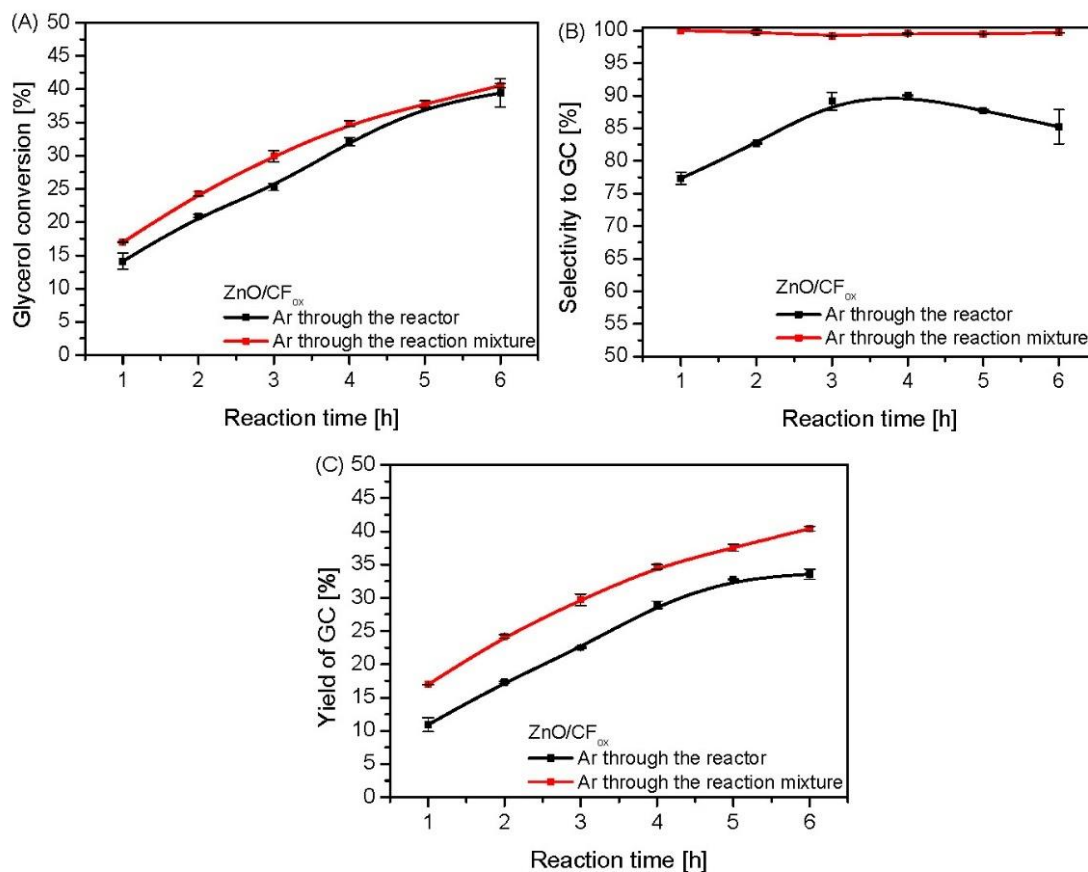 (A)
50
45
40
35
30
25
20
15
10
5
0
Glycerol conversion [%]
ZnO/CFox
Ar through the reactor
Ar through the reaction mixture
1 2 3 4 5 6
Reaction time [h]
(B)
100
95
90
85
80
75
70
65
60
55
50
Selectivity to GC [%]
ZnO/CFox
Ar through the reactor
Ar through the reaction mixture
1 2 3 4 5 6
Reaction time [h]
(C)
50
45
40
35
30
25
20
15
10
5
0
Yield of GC [%]
ZnO/CFox
Ar through the reactor
Ar through the reaction mixture
1 2 3 4 5 6
Reaction time [h]